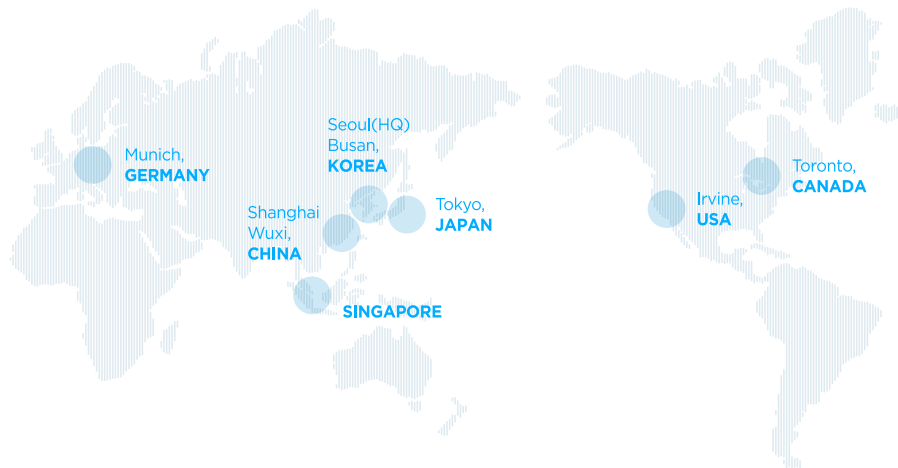 Munich,
GERMANY
Seoul(HQ)
Busan,
KOREA
Shanghai
Wuxi,
CHINA
Tokyo,
JAPAN
SINGAPORE
Irvine,
USA
Toronto,
CANADA